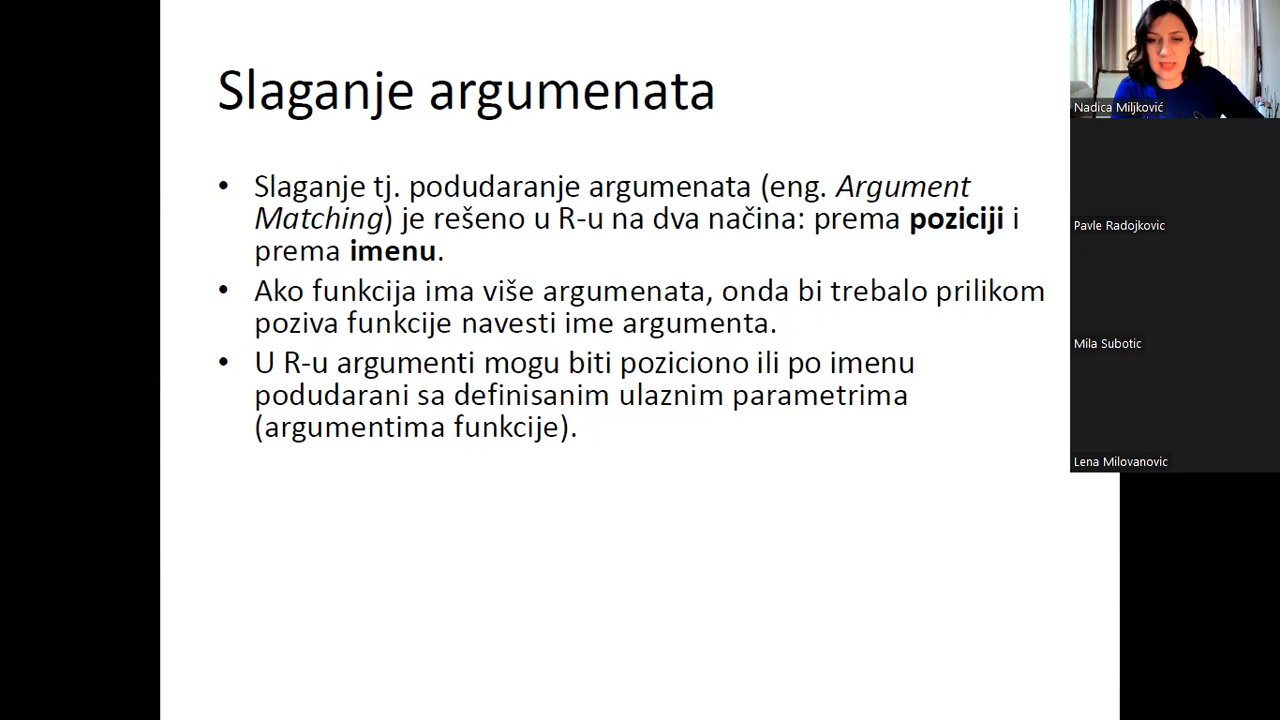 Slaganje argumenata
• Slaganje tj. podudaranje argumenata (eng. Argument
Matching) je rešeno u R-u na dva načina: prema poziciji i
prema imenu.
• Ako funkcija ima više argumenata, onda bi trebalo prilikom
poziva funkcije navesti ime argumenta.
• U R-u argumenti mogu biti poziciono ili po imenu
podudarani sa definisanim ulaznim parametrima
(argumentima funkcije).
Nadica Miljković
Pavle Radojkovic
Mila Subotic
Lena Milovanovic